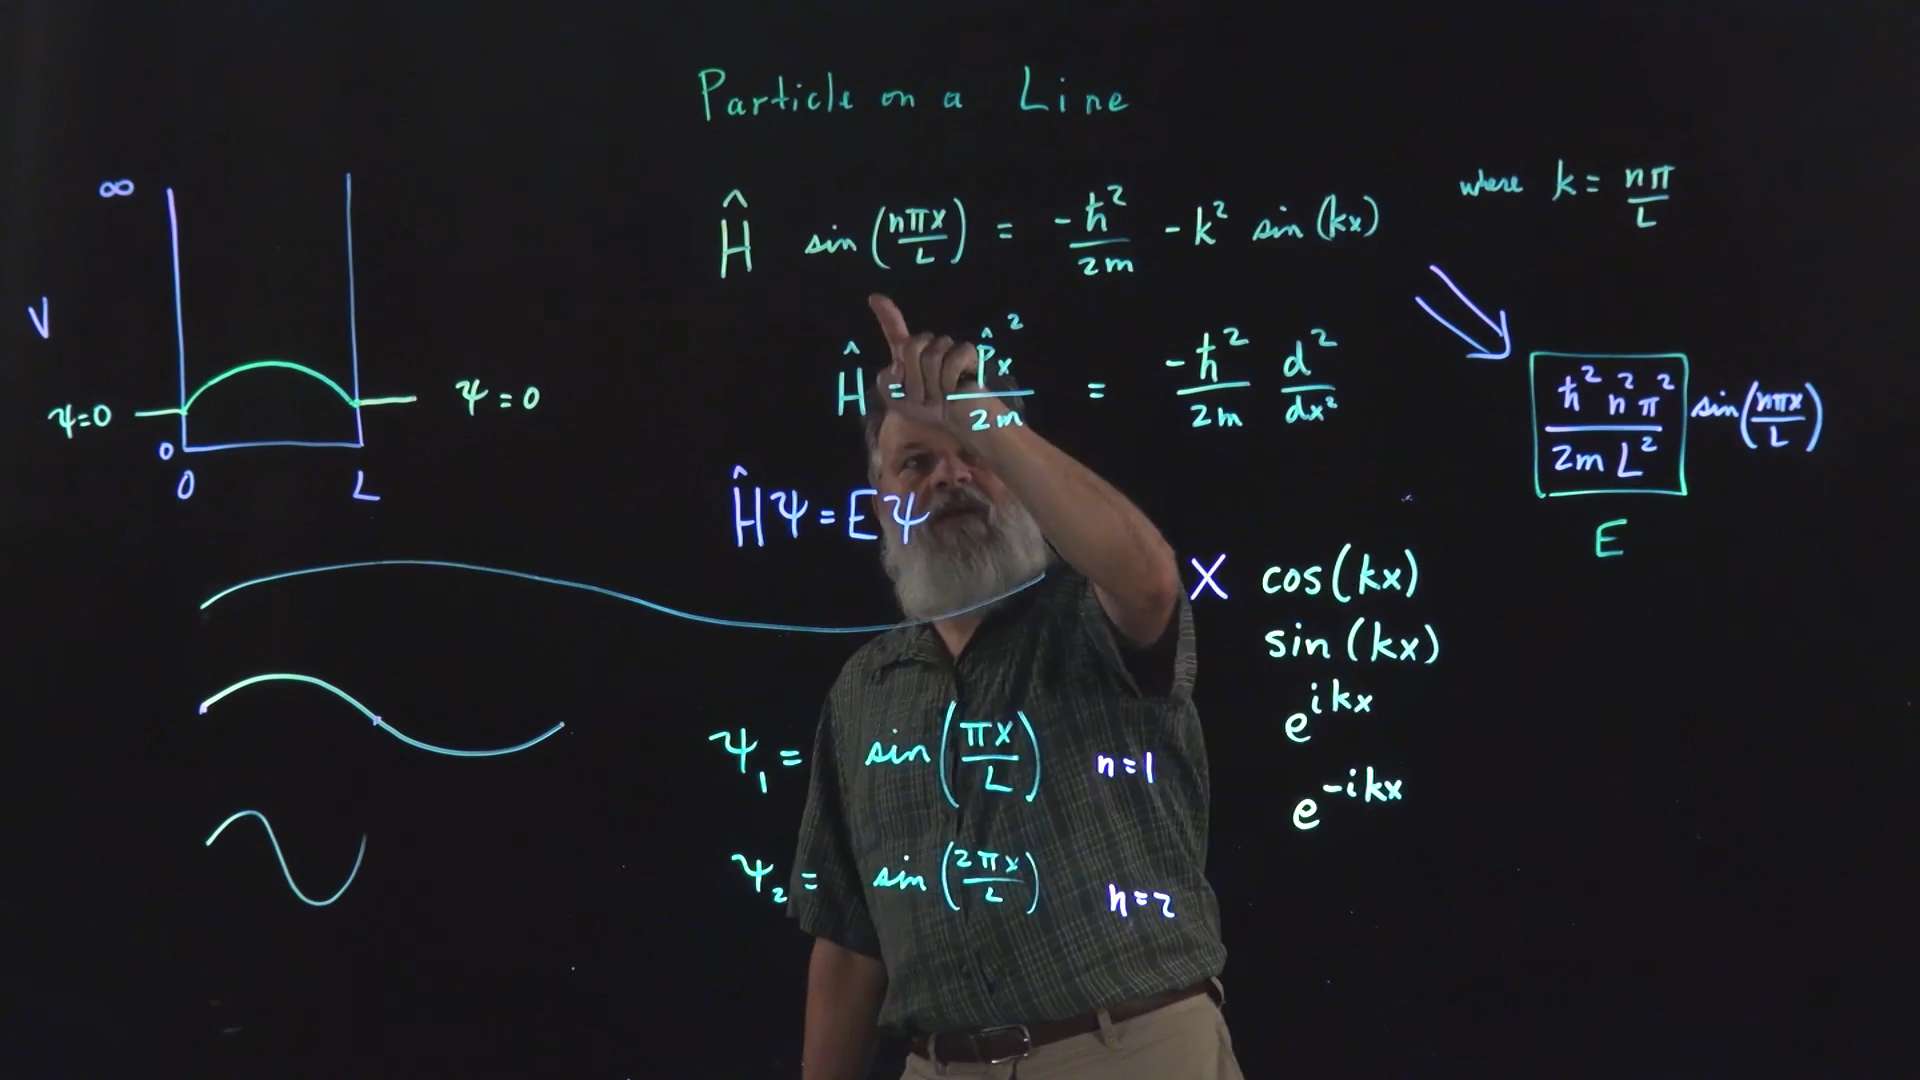 Particle on a Line
∞
V
ψ=0
ψ=0
0
0
L
Ĥ sin(nπx/L) = -ħ²/2m -k² sin(kx)
where k = nπ/L
Ĥ = p̂ₓ²/2m = -ħ²/2m d²/dx²
ħ²n²π²/2mL² sin(nπx/L)
E
Ĥψ=Eψ
X cos(kx)
sin(kx)
e^ikx
e^-ikx
ψ₁ = sin(πx/L) n=1
ψ₂ = sin(2πx/L) n=2